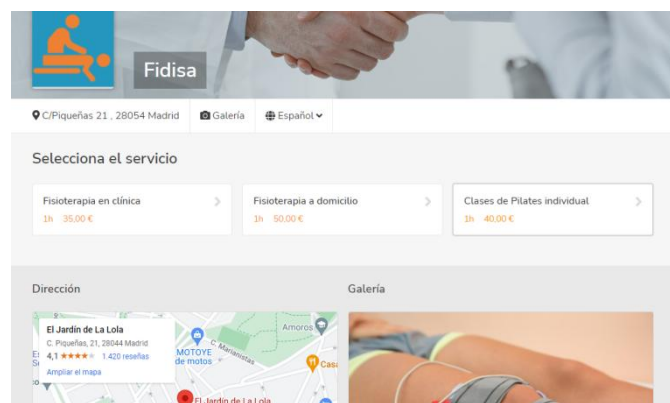 Fidisa
C/Piqueñas 21 , 28054 Madrid Galería Español
Selecciona el servicio
Fisioterapia en clínica
1h 35,00 €
Fisioterapia a domicilio
1h 50,00 €
Clases de Pilates individual
1h 40,00 €
Dirección
Galería
El Jardín de La Lola
C. Piqueñas, 21, 28044 Madrid
4,1 1.420 reseñas
Ampliar el mapa
Amoros
MOTOYE
de motos
C. Marianistas
Casa
El Jardín de La Lola